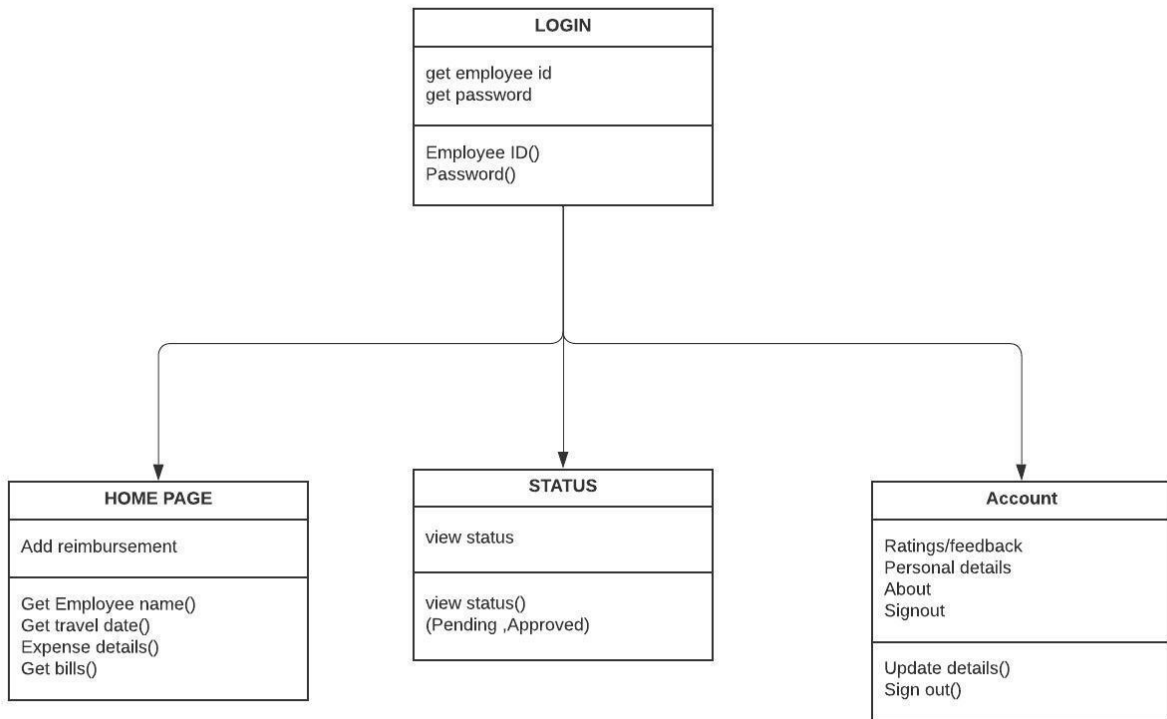 LOGIN
get employee id
get password
Employee ID()
Password()
HOME PAGE
Add reimbursement
Get Employee name()
Get travel date()
Expense details()
Get bills()
STATUS
view status
view status()
(Pending ,Approved)
Account
Ratings/feedback
Personal details
About
Signout
Update details()
Sign out()